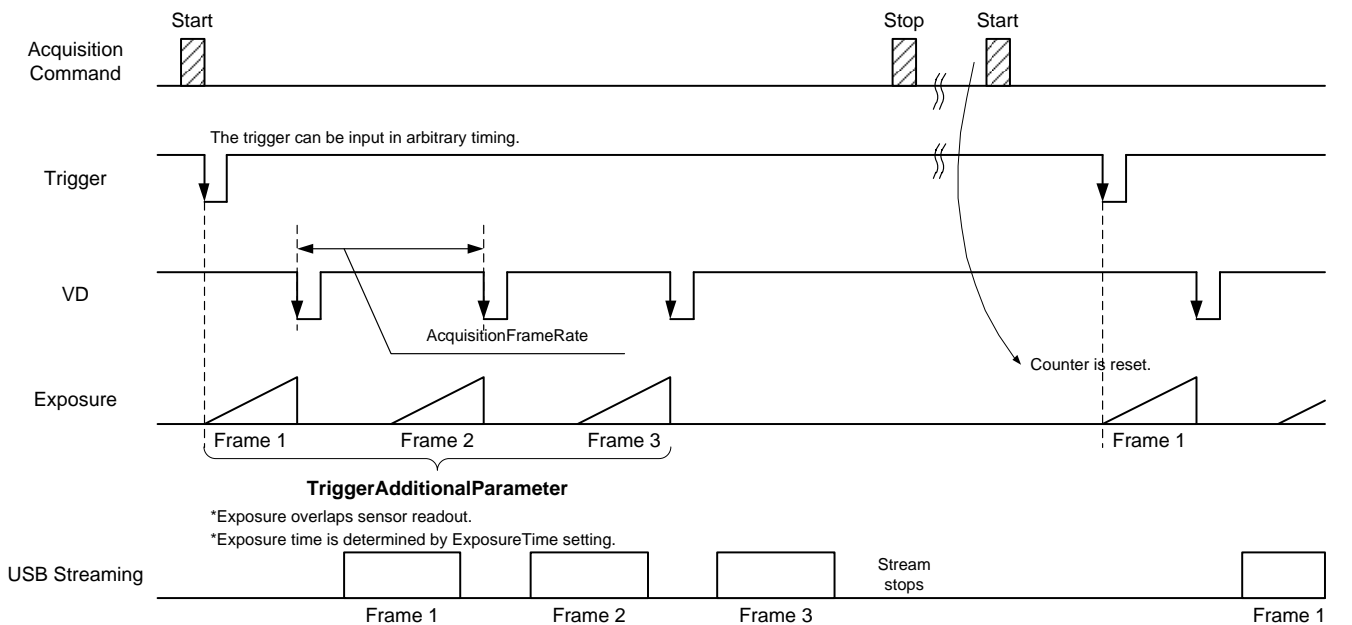 Start
Stop
Start
Acquisition
Command
The trigger can be input in arbitrary timing.
Trigger
VD
AcquisitionFrameRate
Counter is reset.
Exposure
Frame 1
Frame 2
Frame 3
Frame 1
TriggerAdditionalParameter
*Exposure overlaps sensor readout.
*Exposure time is determined by ExposureTime setting.
USB Streaming
Stream
stops
Frame 1
Frame 2
Frame 3
Frame 1